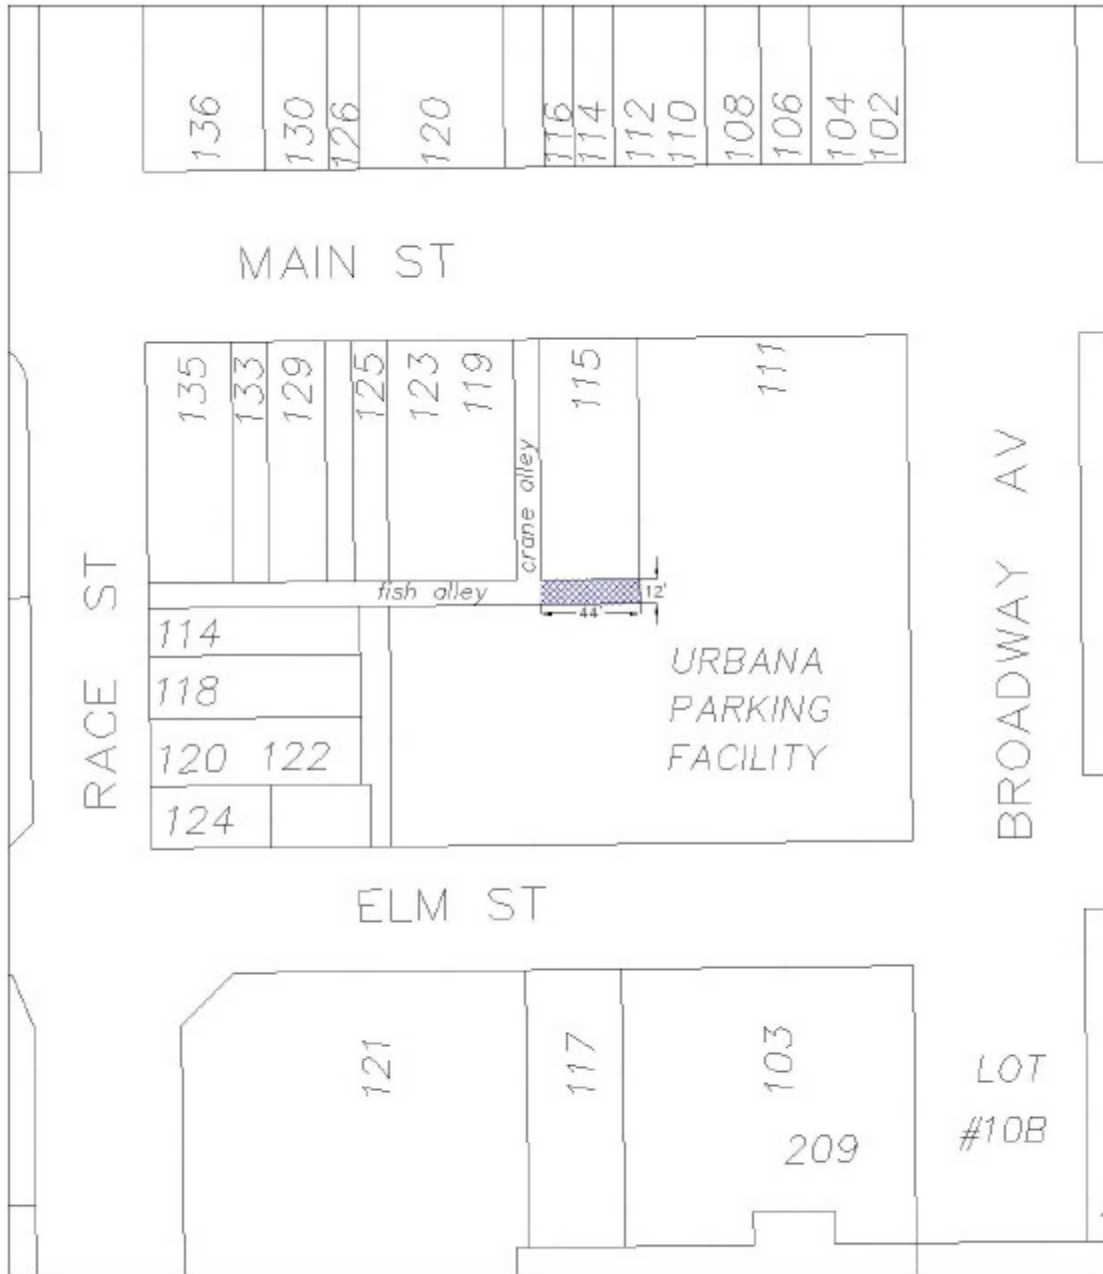 136
130
126
120
116
114
112
110
108
106
104
102
MAIN ST
135
133
129
125
123
119
115
111
crane alley
fish alley
12'
44'
RACE ST
BROADWAY AV
114
118
120
122
124
URBANA
PARKING
FACILITY
ELM ST
121
117
103
209
LOT
#10B